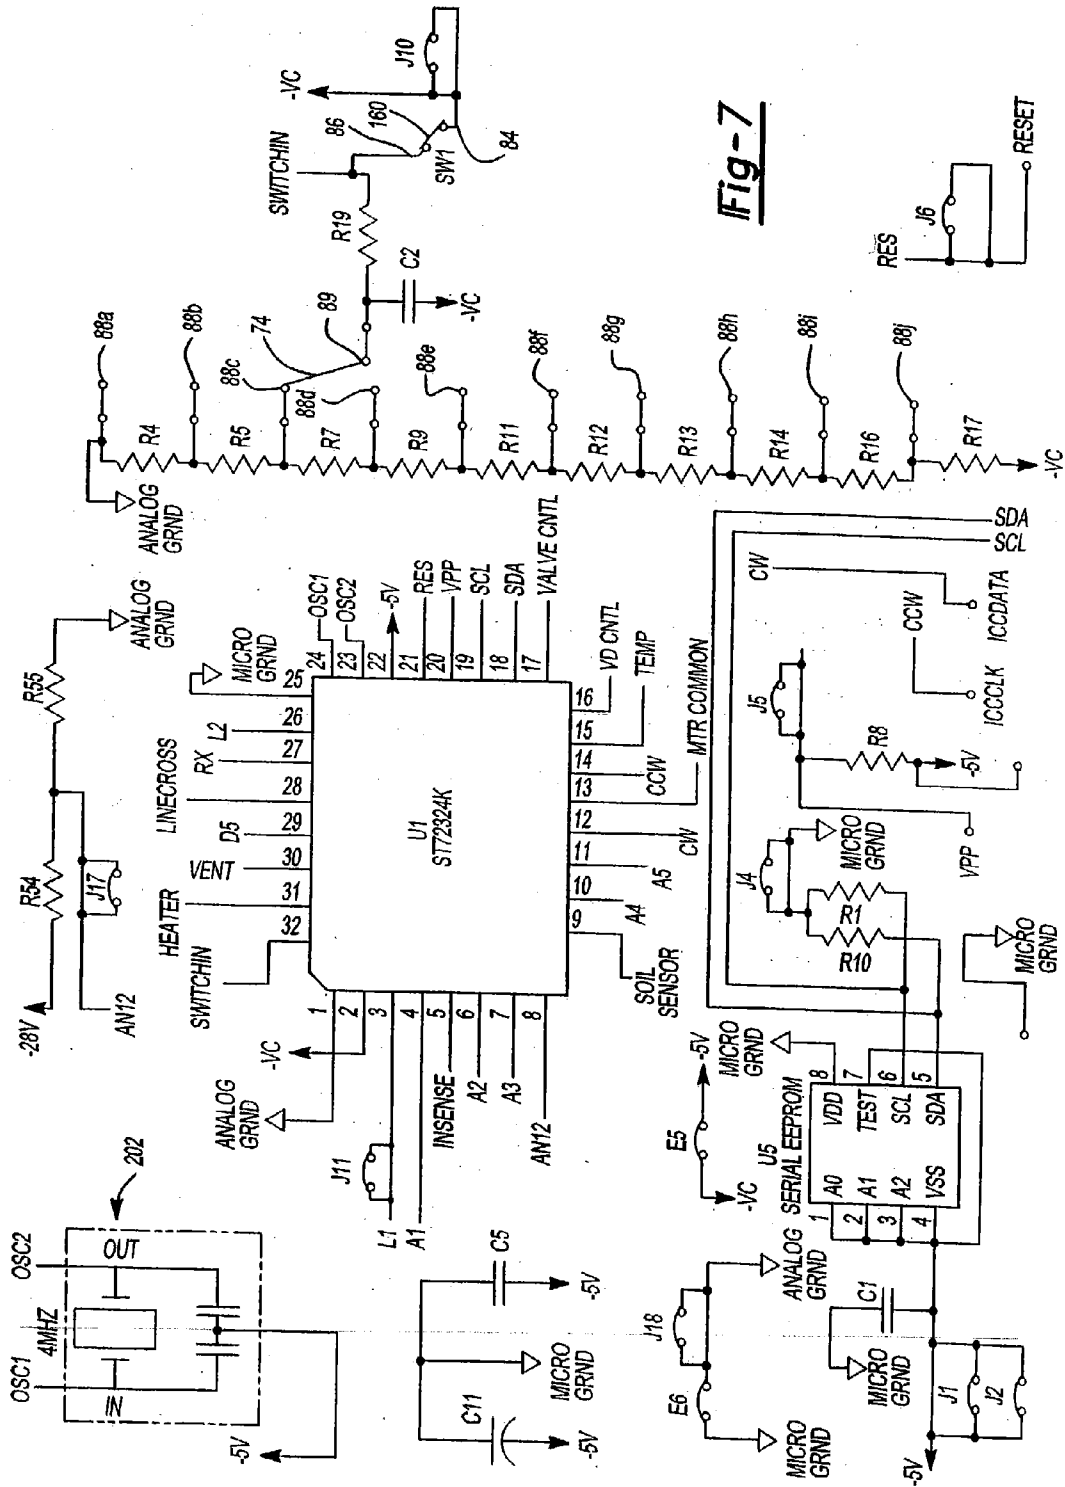 OSC1
OSC2
4MHZ
IN
OUT
202
-5V
-28V
R54
R55
AN12
J17
ANALOG
GRND
ANALOG
GRND
R4
88a
R5
88b
R7
88c
74
88d
89
R9
88e
R11
88f
R12
88g
R13
88h
R14
88i
R16
88j
R17
-VC
C2
-VC
R19
SWITCHIN
86
160
SW1
84
-VC
J10
SWITCHIN
HEATER
VENT
D5
LINECROSS
RX
L2
MICRO
GRND
32
31
30
29
28
27
26
25
U1
ST72324K
24
23
22
21
20
19
18
17
OSC1
OSC2
-5V
RES
VPP
SCL
SDA
VALVE CNTL
1
2
3
4
5
6
7
8
ANALOG
GRND
-VC
J11
L1
A1
INSENSE
A2
A3
AN12
9
10
11
12
13
14
15
16
SOIL
SENSOR
A4
A5
CW
MTR COMMON
CCW
TEMP
VD CNTL
C11
C5
-5V
MICRO
GRND
-5V
E6
J18
MICRO
GRND
ANALOG
GRND
E5
-VC
-5V
MICRO
GRND
U5
SERIAL EEPROM
1
2
3
4
A0
A1
A2
VSS
VDD
TEST
SCL
SDA
8
7
6
5
C1
MICRO
GRND
J1
J2
-5V
R10
R1
J4
MICRO
GRND
MICRO
GRND
J5
R8
-5V
VPP
CW
CCW
ICCCLK
ICCDATA
SDA
SCL
RES
J6
RESET
Fig-7